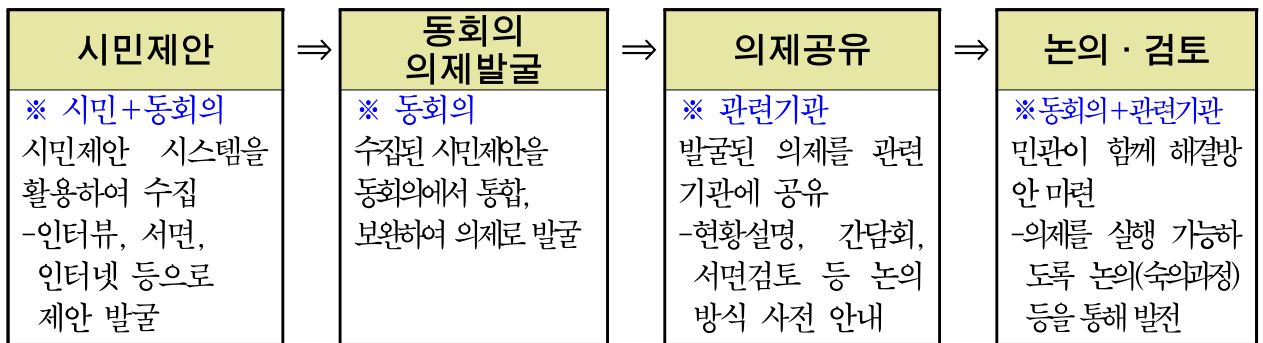 시민제안
⇒
동회의
의제발굴
⇒
의제공유
⇒
논의 · 검토
※ 시민+동회의
시민제안 시스템을
활용하여 수집
-인터뷰, 서면,
인터넷 등으로
제안 발굴
※ 동회의
수집된 시민제안을
동회의에서 통합,
보완하여 의제로 발굴
※ 관련기관
발굴된 의제를 관련
기관에 공유
-현황설명, 간담회,
서면검토 등 논의
방식 사전 안내
※동회의+관련기관
민관이 함께 해결방
안 마련
-의제를 실행 가능하
도록 논의(숙의과정)
등을 통해 발전